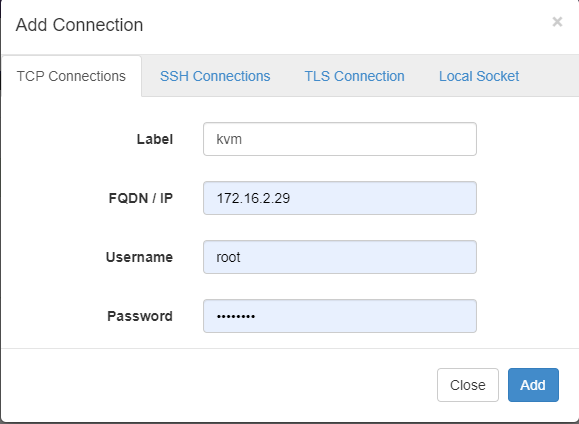 Add Connection ×
TCP Connections SSH Connections TLS Connection Local Socket
Label kvm
FQDN / IP 172.16.2.29
Username root
Password ••••••••
Close Add